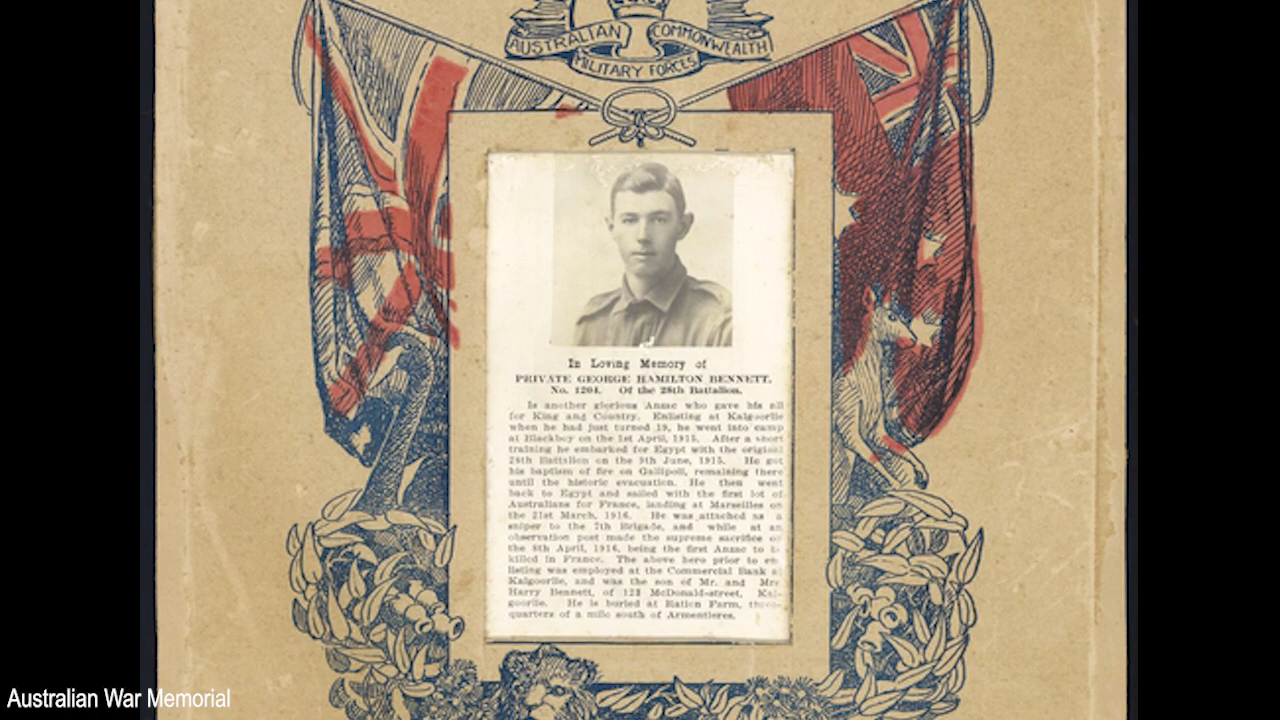 AUSTRALIAN COMMONWEALTH
MILITARY FORCES
In Loving Memory of
PRIVATE GEORGE HAMILTON BENNETT.
No. 1204. Of the 28th Battalion.
Is another glorious Anzac who gave his all
for King and Country. Enlisting at Kalgoorlie
when he had just turned 19, he went into camp
at Blackboy on the 1st April, 1915. After a short
training he embarked for Egypt with the original
28th Battalion on the 9th June, 1915. He got
his baptism of fire on Gallipoli, remaining there
until the historic evacuation. He then went
back to Egypt and sailed with the first lot of
Australians for France, landing at Marseilles on
the 21st March, 1916. He was attached as a
sniper to the 7th Brigade, and while at an
observation post made the supreme sacrifice on
the 8th April, 1916, being the first Anzac to be
killed in France. The above hero prior to en-
listing was employed at the Commercial Bank at
Kalgoorlie, and was the son of Mr. and Mrs.
Harry Bennett, of 123 McDonald-street, Kal-
goorlie. He is buried at Ration Farm, three-
quarters of a mile south of Armentieres.
Australian War Memorial